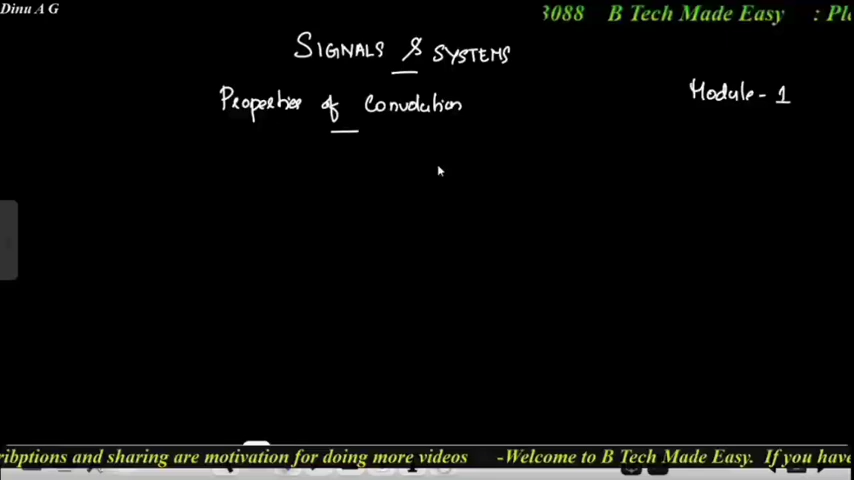 Dinu A G
3088 B Tech Made Easy : Pl
SIGNALS & SYSTEMS
Properties of Convolution
Module - 1
ribptions and sharing are motivation for doing more videos -Welcome to B Tech Made Easy. If you have